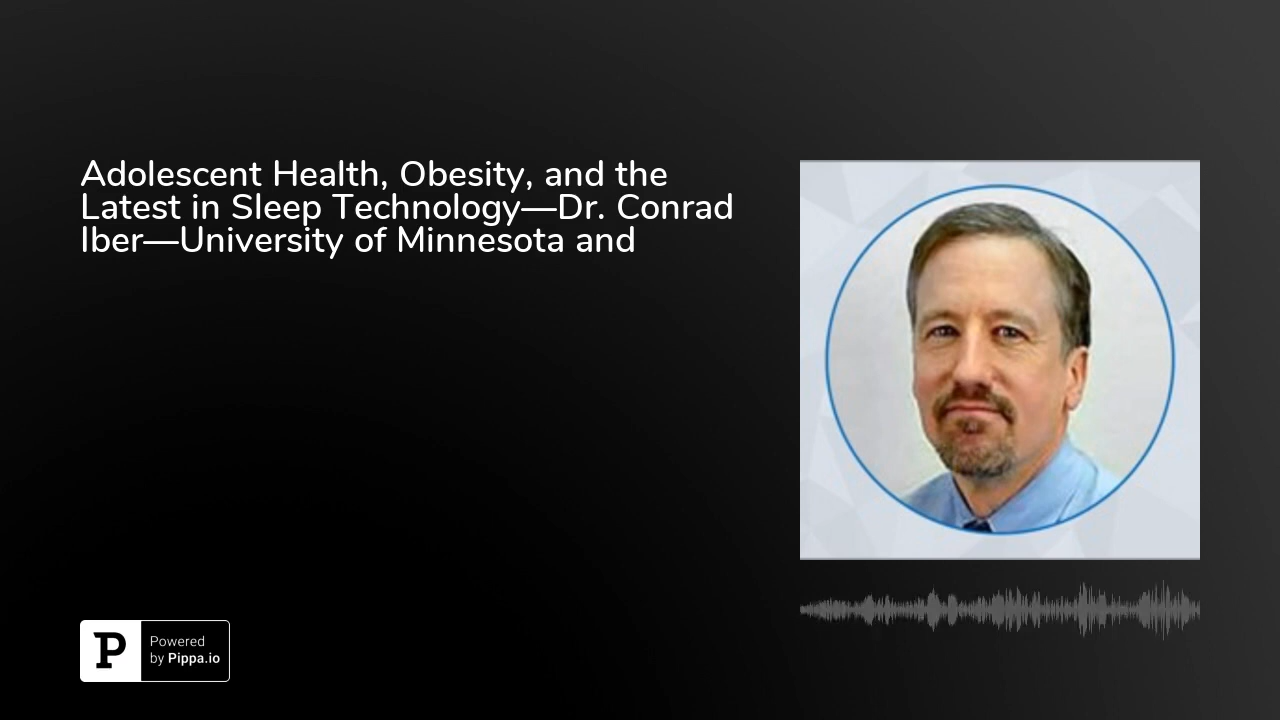 Adolescent Health, Obesity, and the
Latest in Sleep Technology—Dr. Conrad
Iber—University of Minnesota and
P
Powered
by Pippa.io